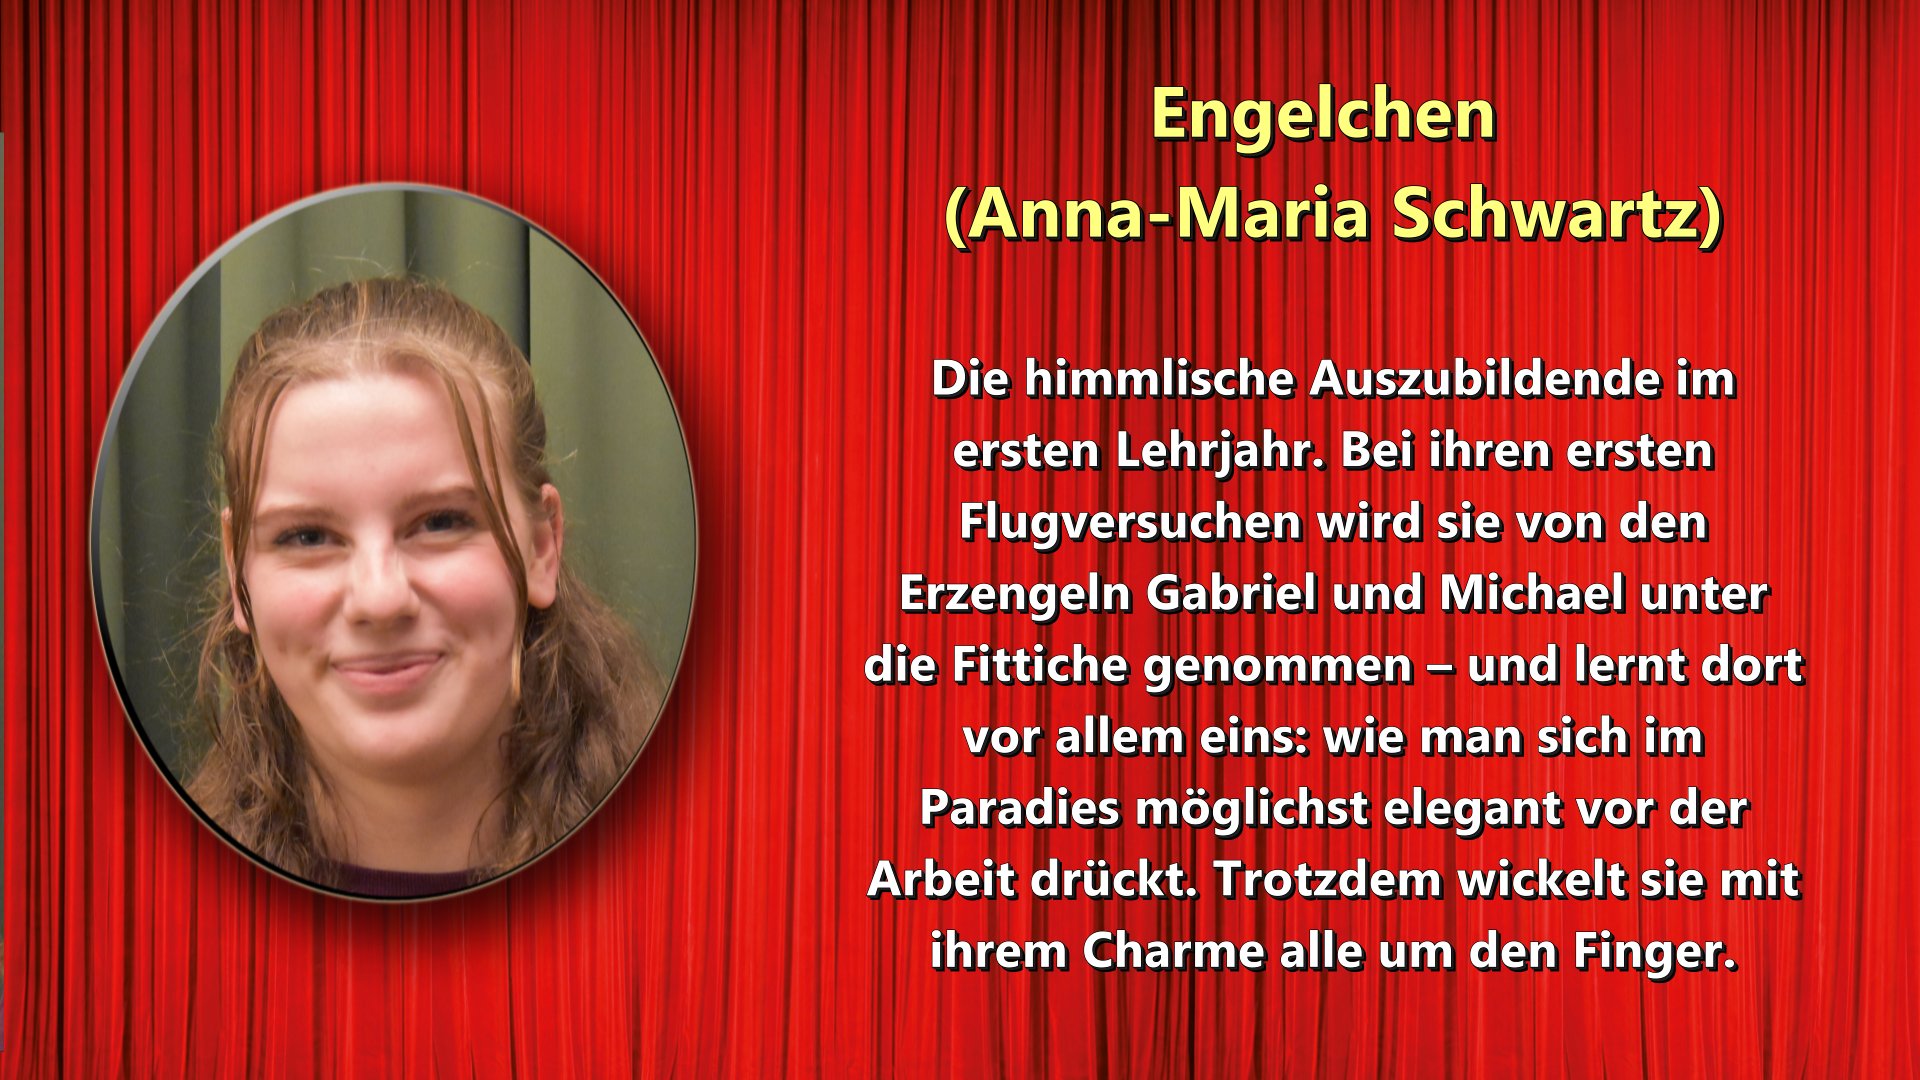 Engelchen
(Anna-Maria Schwartz)
Die himmlische Auszubildende im
ersten Lehrjahr. Bei ihren ersten
Flugversuchen wird sie von den
Erzengeln Gabriel und Michael unter
die Fittiche genommen – und lernt dort
vor allem eins: wie man sich im
Paradies möglichst elegant vor der
Arbeit drückt. Trotzdem wickelt sie mit
ihrem Charme alle um den Finger.